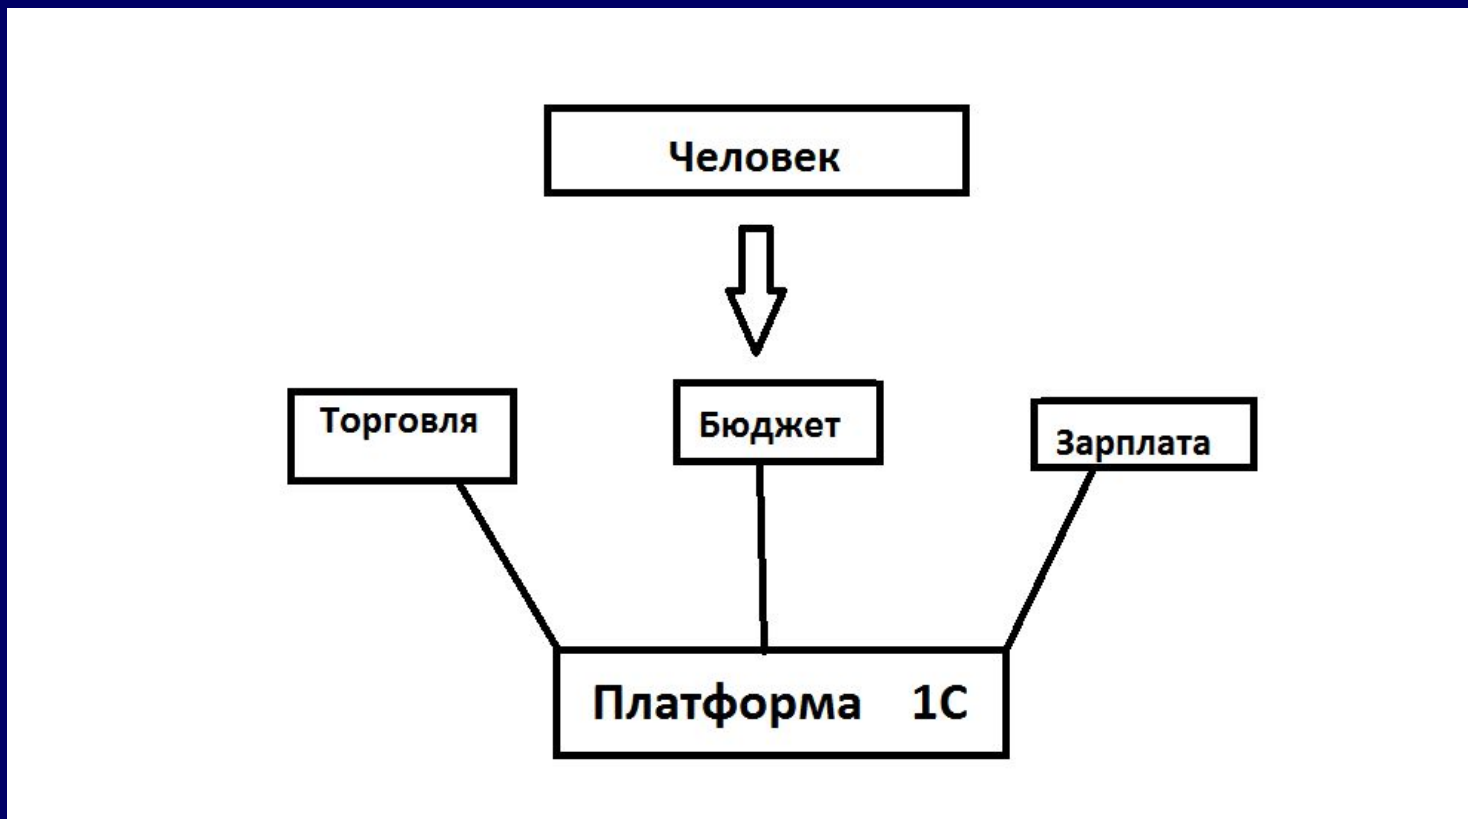 Человек
Торговля
Бюджет
Зарплата
Платформа 1С